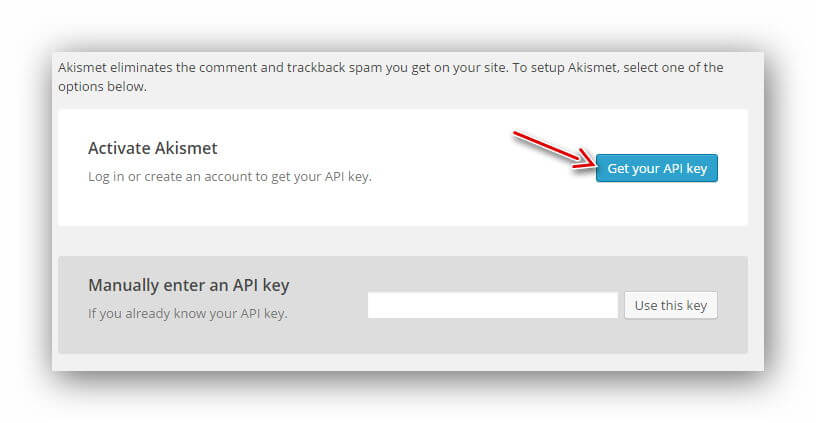 Akismet eliminates the comment and trackback spam you get on your site. To setup Akismet, select one of the
options below.
Activate Akismet
Log in or create an account to get your API key.
Get your API key
Manually enter an API key
If you already know your API key.
Use this key